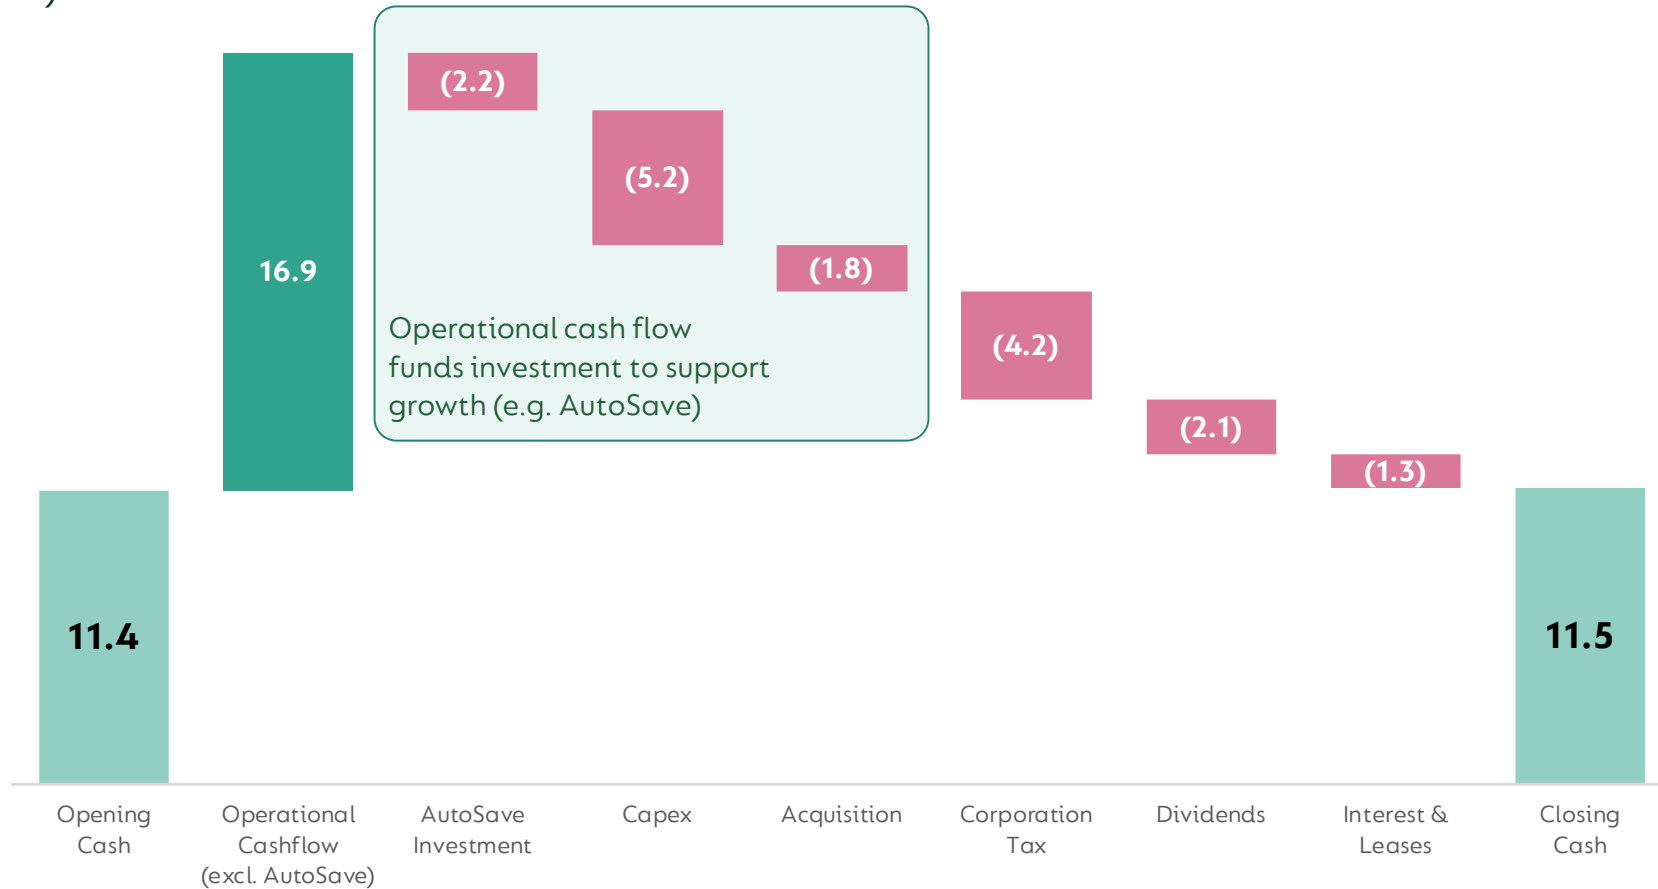 (2.2)
(5.2)
16.9
(1.8)
Operational cash flow
funds investment to support
growth (e.g. AutoSave)
(4.2)
(2.1)
(1.3)
11.4
11.5
Opening
Cash
Operational
Cashflow
(excl. AutoSave)
AutoSave
Investment
Capex
Acquisition
Corporation
Tax
Dividends
Interest &
Leases
Closing
Cash